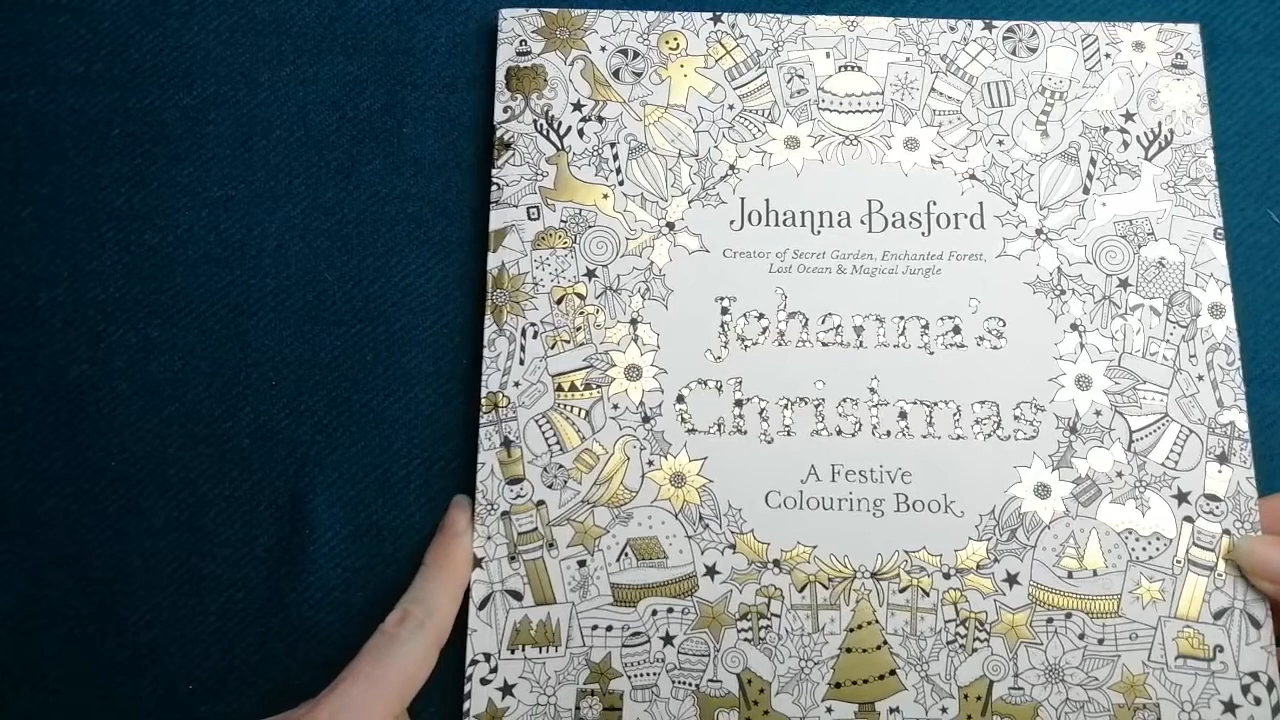 Johanna Basford
Creator of Secret Garden, Enchanted Forest,
Lost Ocean & Magical Jungle
Johanna's
Christmas
A Festive
Colouring Book